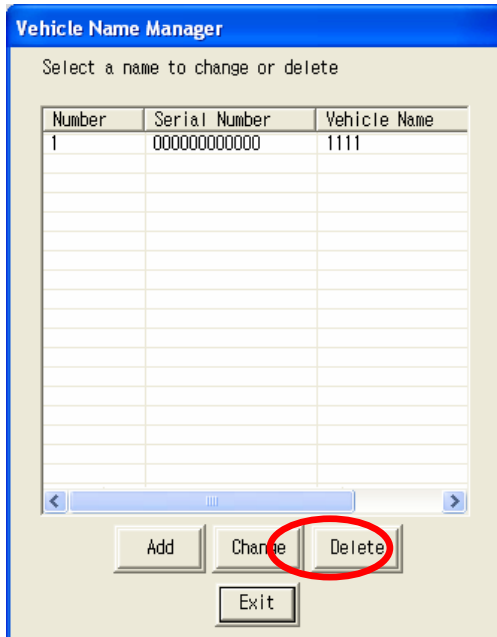 Vehicle Name Manager
Select a name to change or delete
Number Serial Number Vehicle Name
1 000000000000 1111
Add Change Delete
Exit